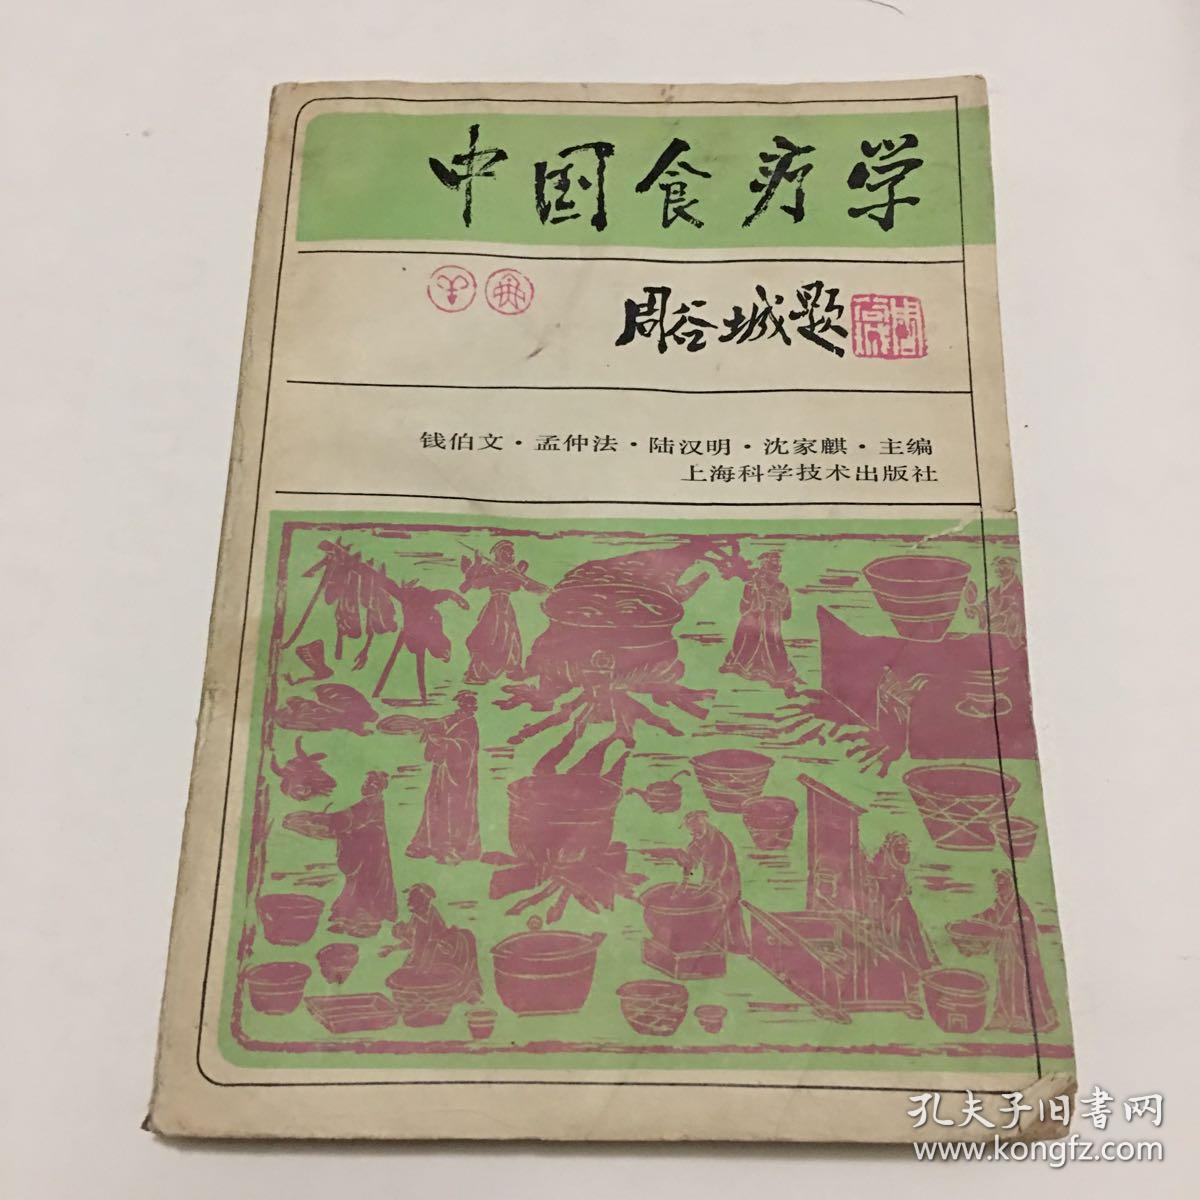 中国食疗学
周谷城题
钱伯文·孟仲法·陆汉明·沈家麒·主编
上海科学技术出版社
孔夫子旧书网
www.kongfz.com